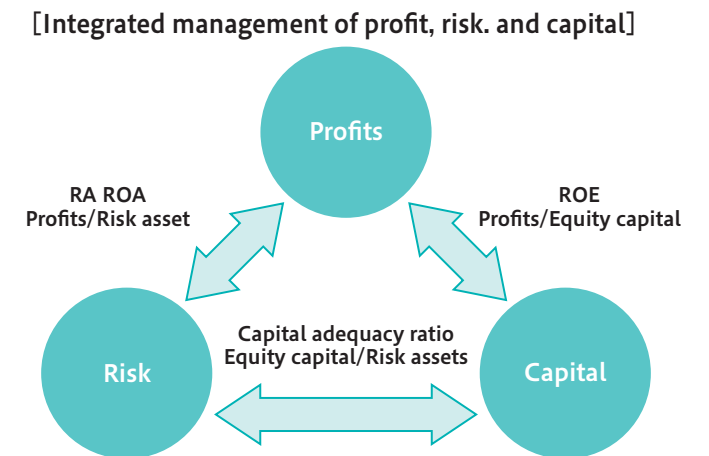 [Integrated management of profit, risk. and capital]
Profits
RA ROA
Profits/Risk asset
ROE
Profits/Equity capital
Capital adequacy ratio
Equity capital/Risk assets
Risk
Capital